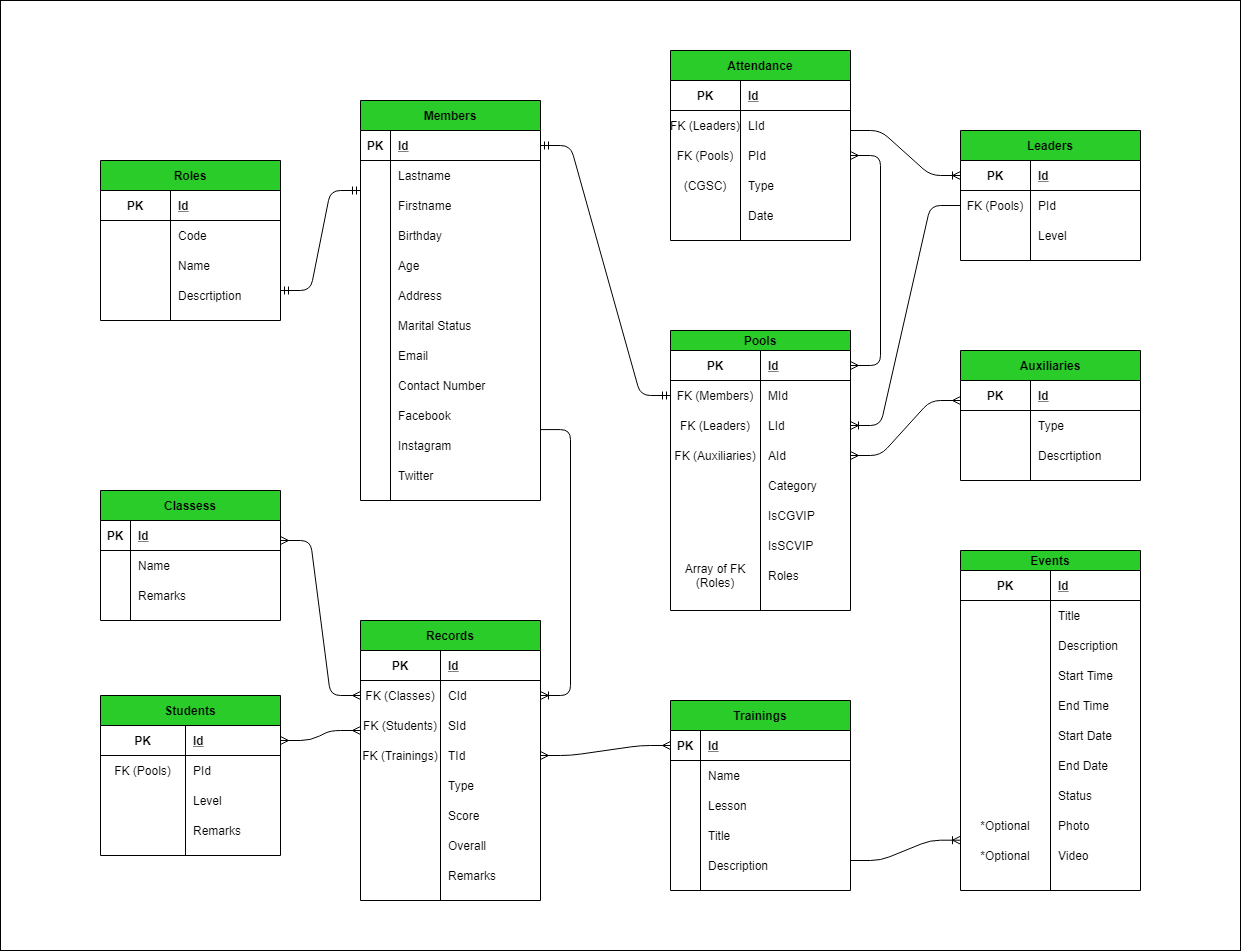 Attendance
PK Id
FK (Leaders) LId
FK (Pools) PId
(CGSC) Type
Date
Members
PK Id
Lastname
Firstname
Birthday
Age
Address
Marital Status
Email
Contact Number
Facebook
Instagram
Twitter
Leaders
PK Id
FK (Pools) PId
Level
Roles
PK Id
Code
Name
Descrtiption
Pools
PK Id
FK (Members) MId
FK (Leaders) LId
FK (Auxiliaries) AId
Category
IsCGVIP
IsSCVIP
Array of FK
(Roles) Roles
Auxiliaries
PK Id
Type
Descrtiption
Classess
PK Id
Name
Remarks
Events
PK Id
Title
Description
Start Time
End Time
Start Date
End Date
Status
*Optional Photo
*Optional Video
Records
PK Id
FK (Classes) CId
FK (Students) SId
FK (Trainings) TId
Type
Score
Overall
Remarks
Students
PK Id
FK (Pools) PId
Level
Remarks
Trainings
PK Id
Name
Lesson
Title
Description